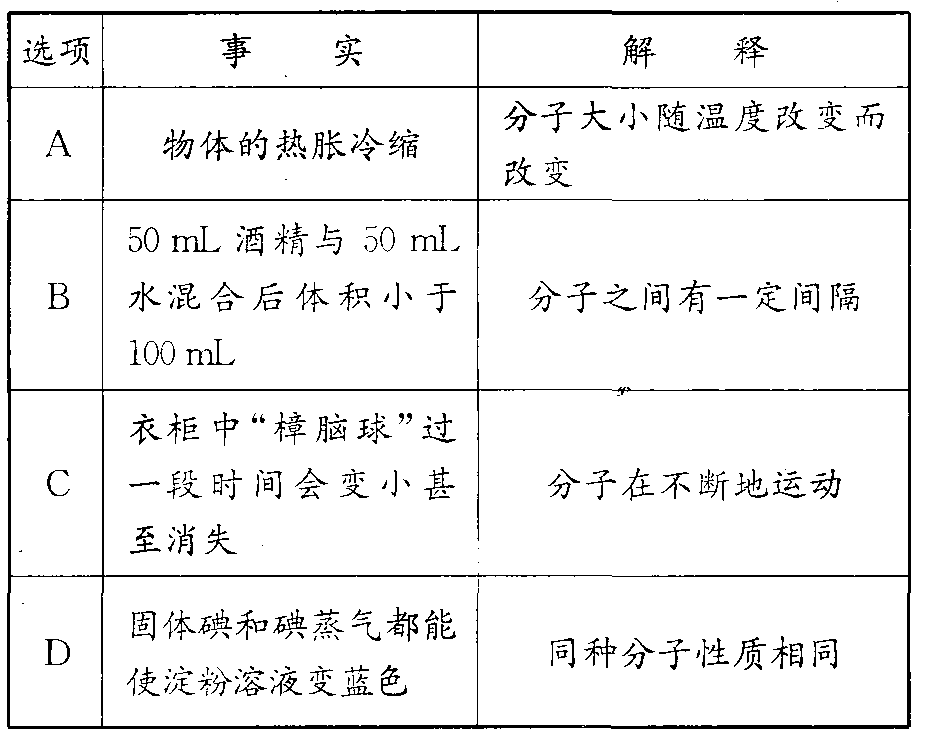 选项 事 实 解 释
A 物体的热胀冷缩 分子大小随温度改变而
改变
B 50 mL 酒精与 50 mL
水混合后体积小于
100 mL
分子之间有一定间隔
C 衣柜中“樟脑球”过
一段时间会变小甚
至消失
分子在不断地运动
D 固体碘和碘蒸气都能
使淀粉溶液变蓝色
同种分子性质相同